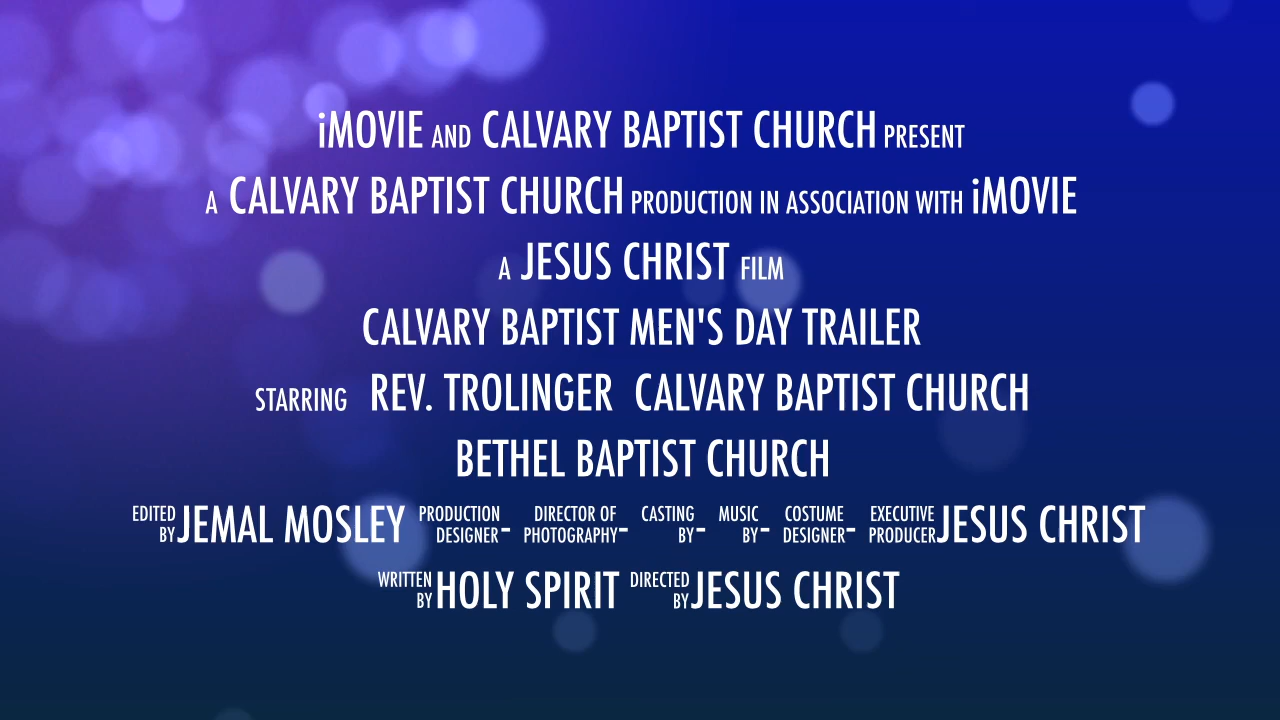 iMOVIE AND CALVARY BAPTIST CHURCH PRESENT
A CALVARY BAPTIST CHURCH PRODUCTION IN ASSOCIATION WITH iMOVIE
A JESUS CHRIST FILM
CALVARY BAPTIST MEN'S DAY TRAILER
STARRING REV. TROLINGER CALVARY BAPTIST CHURCH
BETHEL BAPTIST CHURCH
EDITED BY JEMAL MOSLEY PRODUCTION DESIGNER - DIRECTOR OF PHOTOGRAPHY - CASTING BY - MUSIC BY - COSTUME DESIGNER - EXECUTIVE PRODUCER JESUS CHRIST
WRITTEN BY HOLY SPIRIT DIRECTED BY JESUS CHRIST